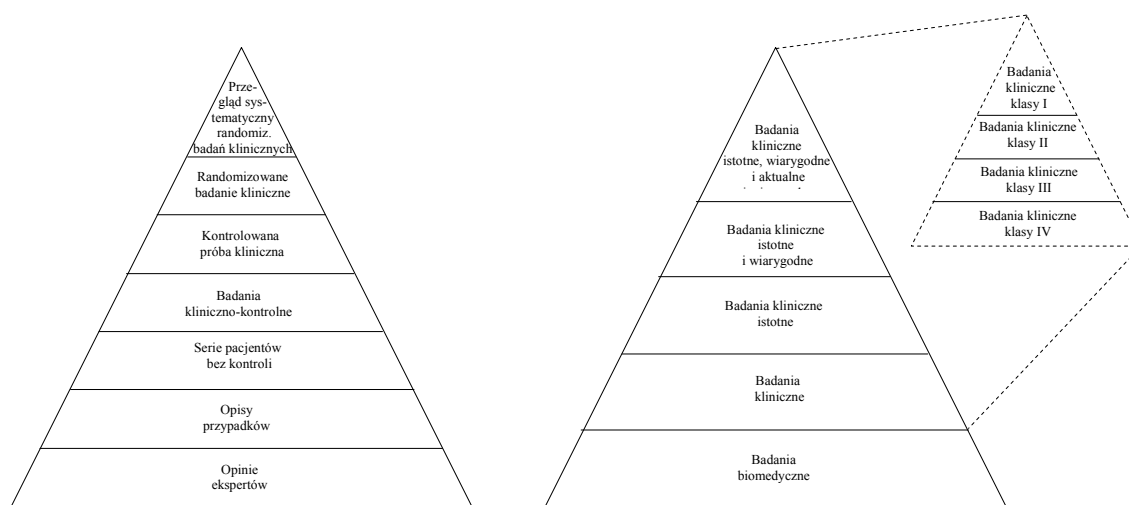 Prze-
gląd sys-
tematyczny
randomiz.
badań klinicznych
Randomizowane
badanie kliniczne
Kontrolowana
próba kliniczna
Badania
kliniczno-kontrolne
Serie pacjentów
bez kontroli
Opisy
przypadków
Opinie
ekspertów
Badania
kliniczne
istotne, wiarygodne
i aktualne
Badania kliniczne
istotne
i wiarygodne
Badania kliniczne
istotne
Badania
kliniczne
Badania
biomedyczne
Badania
kliniczne
klasy I
Badania kliniczne
klasy II
Badania kliniczne
klasy III
Badania kliniczne
klasy IV